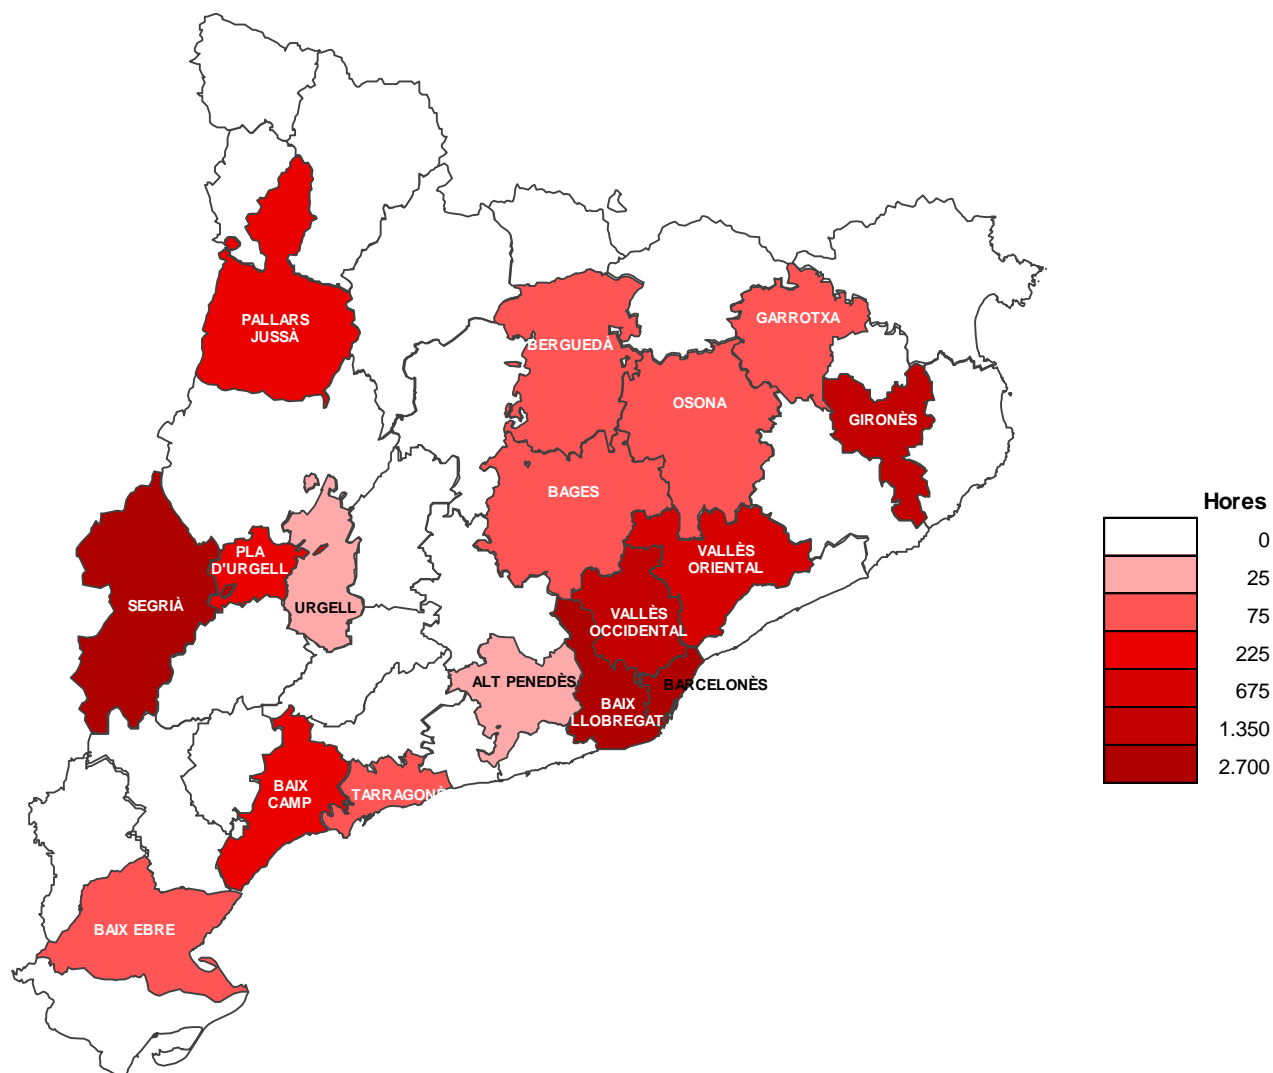 PALLARS
JUSSÀ
BERGUEDÀ
GARROTXA
OSONA
GIRONÈS
BAGES
Hores
0
25
75
225
675
1.350
2.700
PLA
D'URGELL
VALLÈS
ORIENTAL
SEGRIÀ
URGELL
VALLÈS
OCCIDENTAL
ALT PENEDÈS
BARCELONÈS
BAIX
LLOBREGAT
BAIX
CAMP
TARRAGONÈ
BAIX EBRE